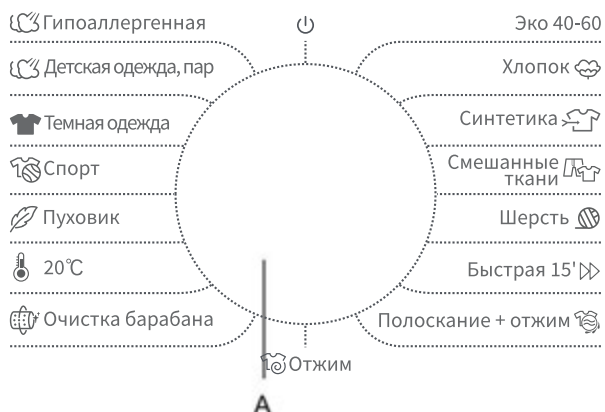 Гипоаллергенная
Детская одежда, пар
Темная одежда
Спорт
Пуховик
20℃
Очистка барабана
Отжим
Эко 40-60
Хлопок
Синтетика
Смешанные
ткани
Шерсть
Быстрая 15'
Полоскание + отжим
A